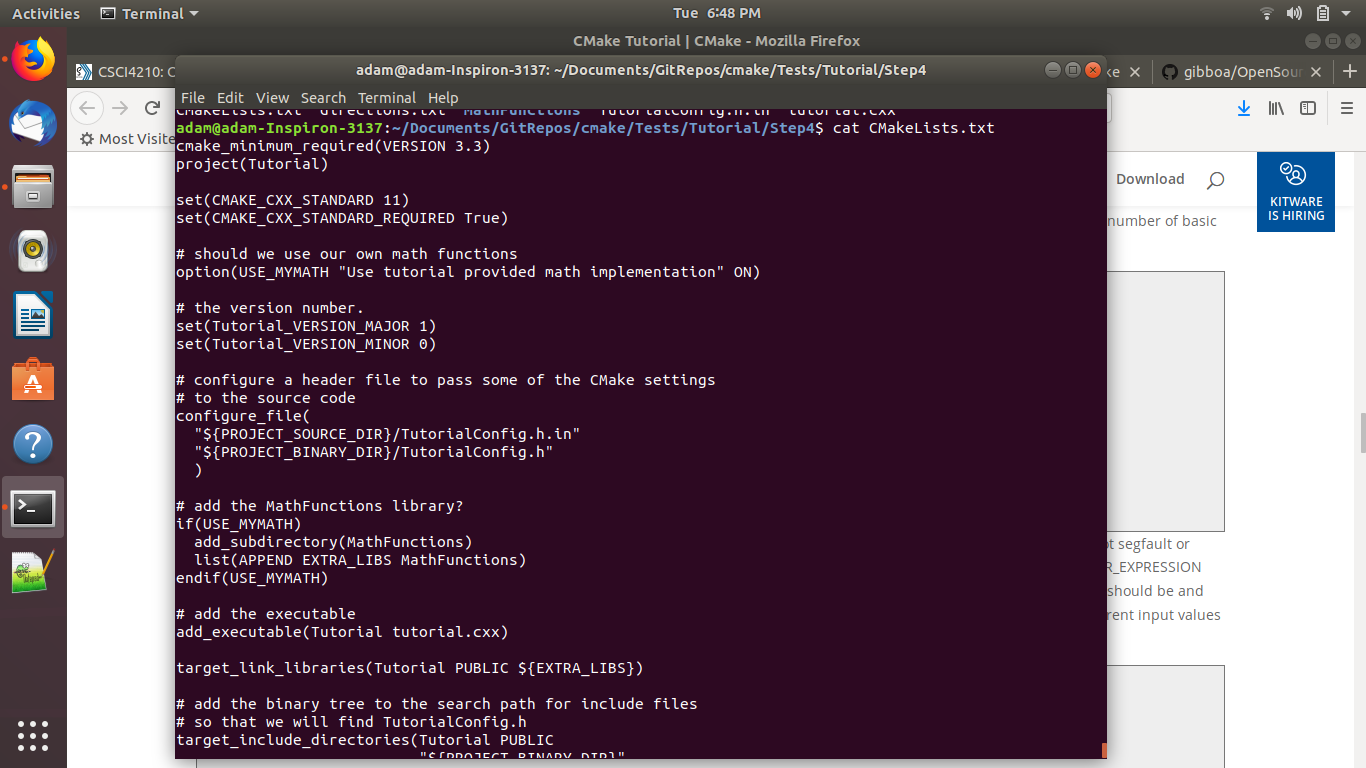 Activities Terminal Tue 6:48 PM
CMake Tutorial | CMake - Mozilla Firefox
CSCI4210: adam@adam-Inspiron-3137: ~/Documents/GitRepos/cmake/Tests/Tutorial/Step4 gibboa/OpenSour
File Edit View Search Terminal Help
CMakeLists.txt directions.txt MathFunctions TutorialConfig.h.in tutorial.cxx
adam@adam-Inspiron-3137:~/Documents/GitRepos/cmake/Tests/Tutorial/Step4$ cat CMakeLists.txt
Most Visite
cmake_minimum_required(VERSION 3.3)
project(Tutorial)
set(CMAKE_CXX_STANDARD 11)
set(CMAKE_CXX_STANDARD_REQUIRED True)
# should we use our own math functions
option(USE_MYMATH "Use tutorial provided math implementation" ON)
# the version number.
set(Tutorial_VERSION_MAJOR 1)
set(Tutorial_VERSION_MINOR 0)
# configure a header file to pass some of the CMake settings
# to the source code
configure_file(
"${PROJECT_SOURCE_DIR}/TutorialConfig.h.in"
"${PROJECT_BINARY_DIR}/TutorialConfig.h"
)
# add the MathFunctions library?
if(USE_MYMATH)
add_subdirectory(MathFunctions)
list(APPEND EXTRA_LIBS MathFunctions)
endif(USE_MYMATH)
# add the executable
add_executable(Tutorial tutorial.cxx)
target_link_libraries(Tutorial PUBLIC ${EXTRA_LIBS})
# add the binary tree to the search path for include files
# so that we will find TutorialConfig.h
target_include_directories(Tutorial PUBLIC
"${PROJECT_BINARY_DIR}"
Download
KITWARE
IS HIRING
number of basic
segfault or
R_EXPRESSION
should be and
rent input values